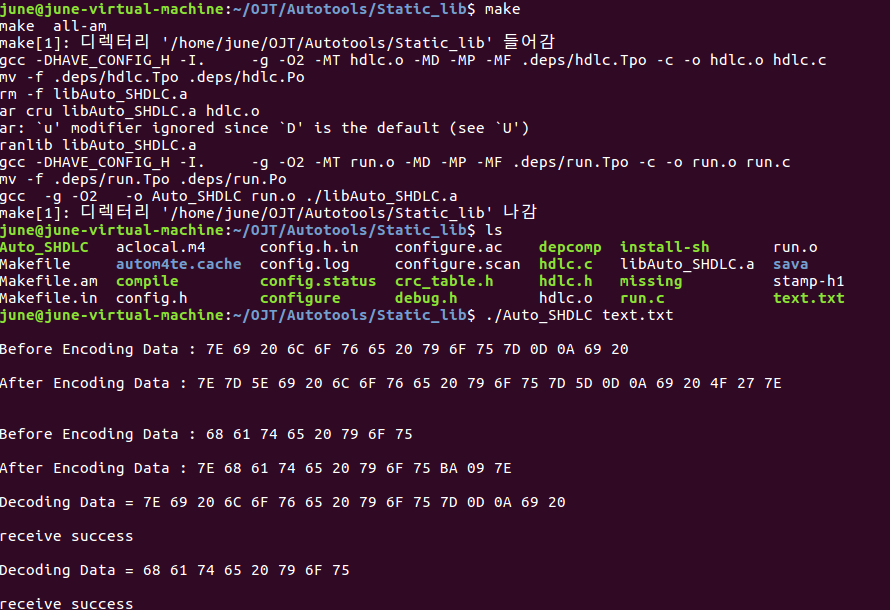 june@june-virtual-machine:~/OJT/Autotools/Static_lib$ make
make  all-am
make[1]: 디렉터리 '/home/june/OJT/Autotools/Static_lib' 들어감
gcc -DHAVE_CONFIG_H -I.     -g -O2 -MT hdlc.o -MD -MP -MF .deps/hdlc.Tpo -c -o hdlc.o hdlc.c
mv -f .deps/hdlc.Tpo .deps/hdlc.Po
rm -f libAuto_SHDLC.a
ar cru libAuto_SHDLC.a hdlc.o
ar: `u' modifier ignored since `D' is the default (see `U')
ranlib libAuto_SHDLC.a
gcc -DHAVE_CONFIG_H -I.     -g -O2 -MT run.o -MD -MP -MF .deps/run.Tpo -c -o run.o run.c
mv -f .deps/run.Tpo .deps/run.Po
gcc  -g -O2   -o Auto_SHDLC run.o ./libAuto_SHDLC.a
make[1]: 디렉터리 '/home/june/OJT/Autotools/Static_lib' 나감
june@june-virtual-machine:~/OJT/Autotools/Static_lib$ ls
Auto_SHDLC   aclocal.m4      config.h.in    configure.ac    depcomp  install-sh       run.o
Makefile     autom4te.cache  config.log     configure.scan  hdlc.c   libAuto_SHDLC.a  sava
Makefile.am  compile         config.status  crc_table.h     hdlc.h   missing          stamp-h1
Makefile.in  config.h        configure      debug.h         hdlc.o   run.c            text.txt
june@june-virtual-machine:~/OJT/Autotools/Static_lib$ ./Auto_SHDLC text.txt
Before Encoding Data : 7E 69 20 6C 6F 76 65 20 79 6F 75 7D 0D 0A 69 20
After Encoding Data : 7E 7D 5E 69 20 6C 6F 76 65 20 79 6F 75 7D 5D 0D 0A 69 20 4F 27 7E
Before Encoding Data : 68 61 74 65 20 79 6F 75
After Encoding Data : 7E 68 61 74 65 20 79 6F 75 BA 09 7E
Decoding Data = 7E 69 20 6C 6F 76 65 20 79 6F 75 7D 0D 0A 69 20
receive success
Decoding Data = 68 61 74 65 20 79 6F 75
receive success